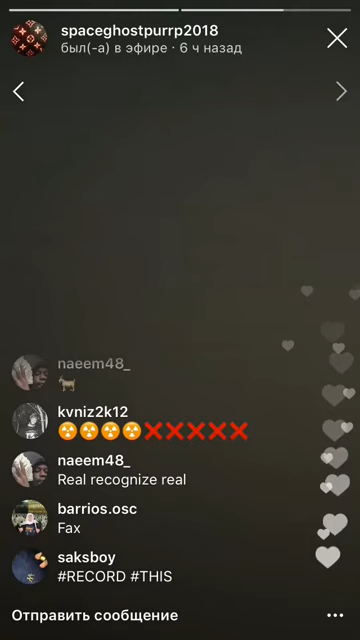 spaceghostpurrp2018
был(-а) в эфире · 6 ч назад
naeem48_
🐐
kvniz2k12
☢️☢️☢️☢️❌❌❌❌❌
naeem48_
Real recognize real
barrios.osc
Fax
saksboy
#RECORD #THIS
Отправить сообщение